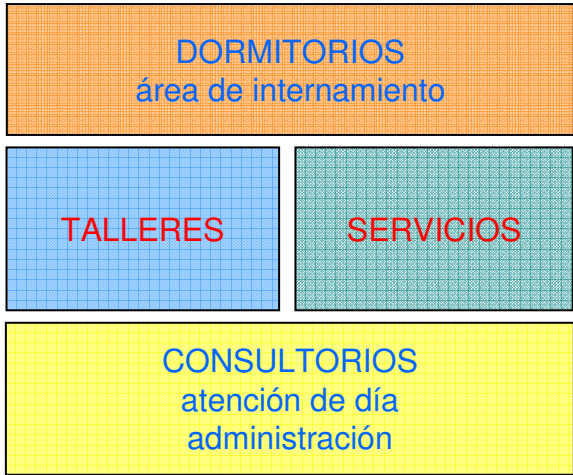 DORMITORIOS
área de internamiento
TALLERES
SERVICIOS
CONSULTORIOS
atención de día
administración